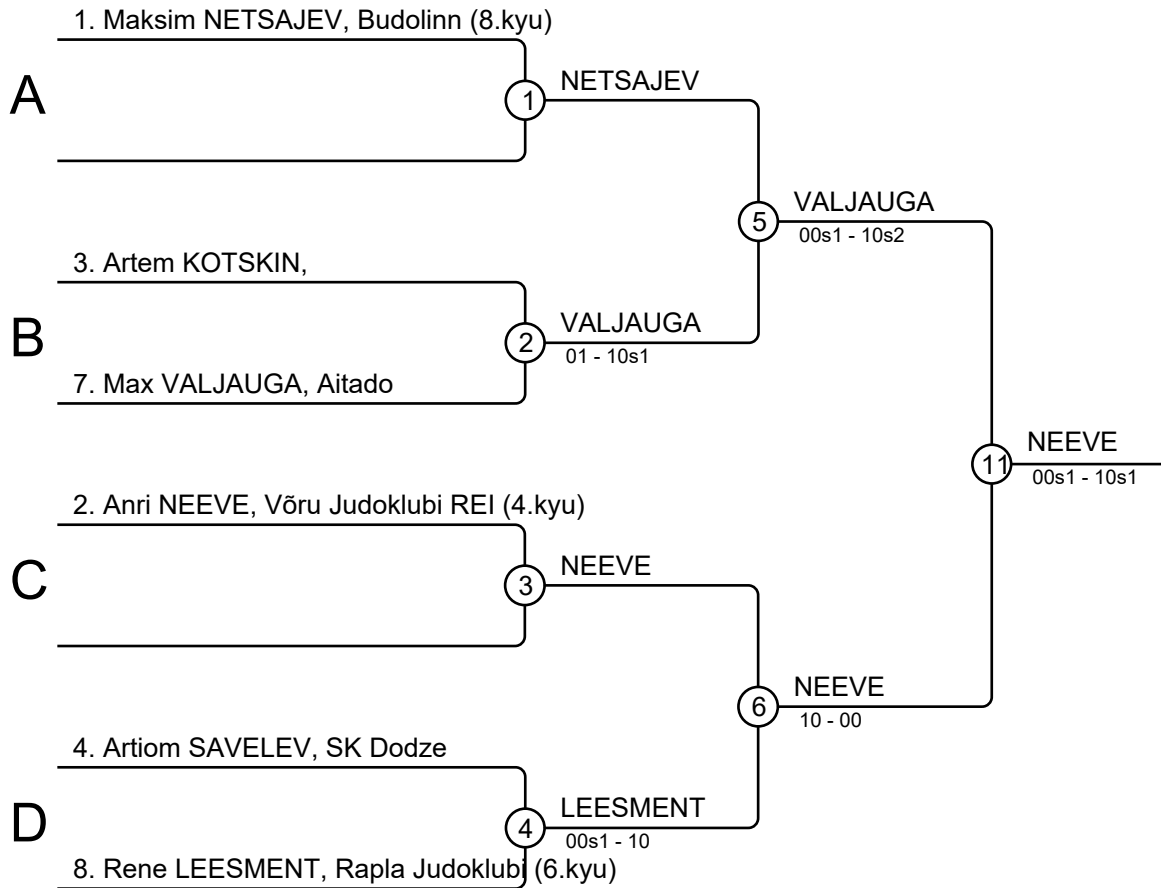 1. Maksim NETSAJEV, Budolinn (8.kyu)
A
1
NETSAJEV
5
VALJAUGA
00s1 - 10s2
3. Artem KOTSKIN,
B
2
VALJAUGA
01 - 10s1
7. Max VALJAUGA, Aitado
11
NEEVE
00s1 - 10s1
2. Anri NEEVE, Võru Judoklubi REI (4.kyu)
C
3
NEEVE
6
NEEVE
10 - 00
4. Artiom SAVELEV, SK Dodze
D
4
LEESMENT
00s1 - 10
8. Rene LEESMENT, Rapla Judoklubi (6.kyu)